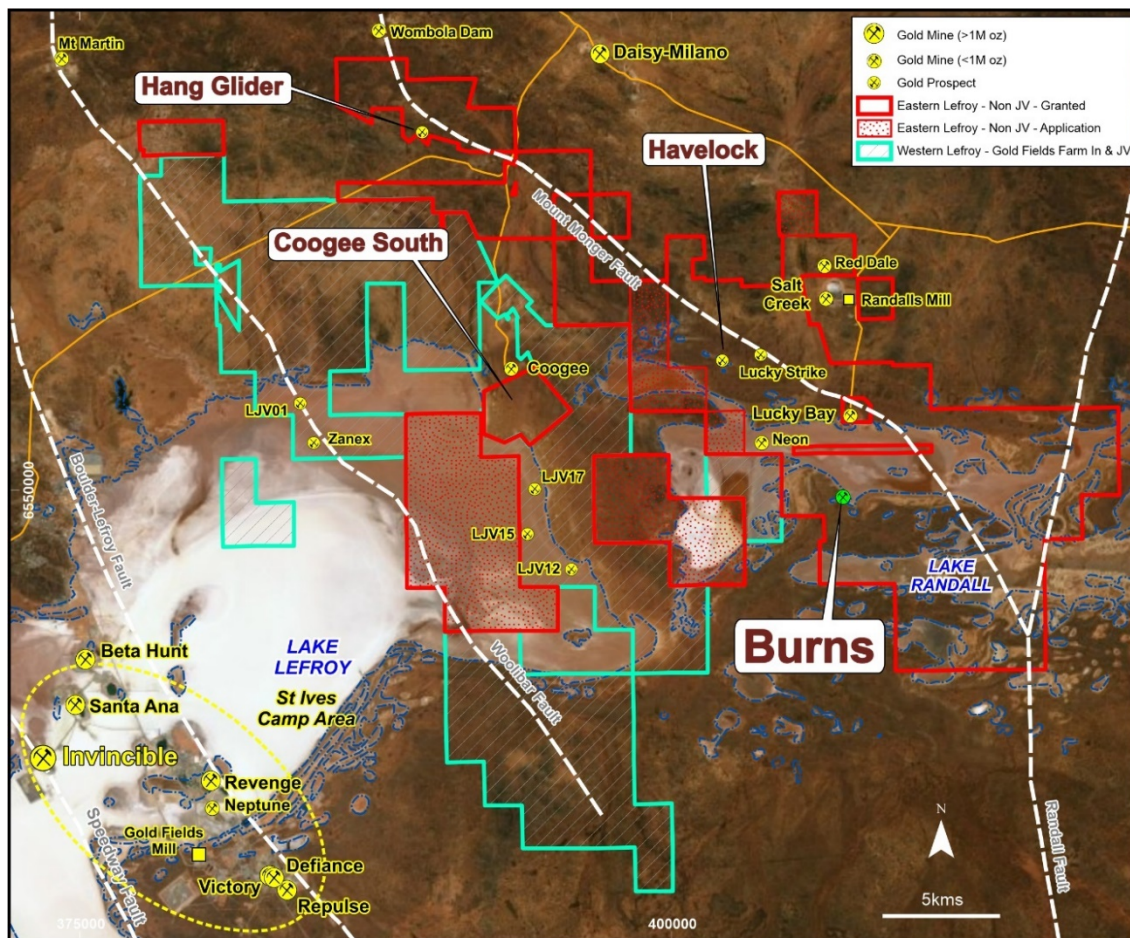 Mt Martin
Wombola Dam
Daisy-Milano
Hang Glider
Gold Mine (>1M oz)
Gold Mine (<1M oz)
Gold Prospect
Eastern Lefroy - Non JV - Granted
Eastern Lefroy - Non JV - Application
Western Lefroy - Gold Fields Farm In & JV
Havelock
Mount Monger Fault
Coogee South
Red Dale
Salt
Creek
Randalls Mill
Coogee
Lucky Strike
LJV01
Lucky Bay
Zanex
Neon
6550000
Boulder-Lefroy Fault
LJV17
LJV15
LJV12
LAKE
RANDALL
Burns
Beta Hunt
LAKE
LEFROY
St Ives
Camp Area
Santa Ana
Woolibar Fault
Invincible
Revenge
Neptune
Speedway Fault
Gold Fields
Mill
Defiance
Victory
Repulse
Randall Fault
N
5kms
375000
400000